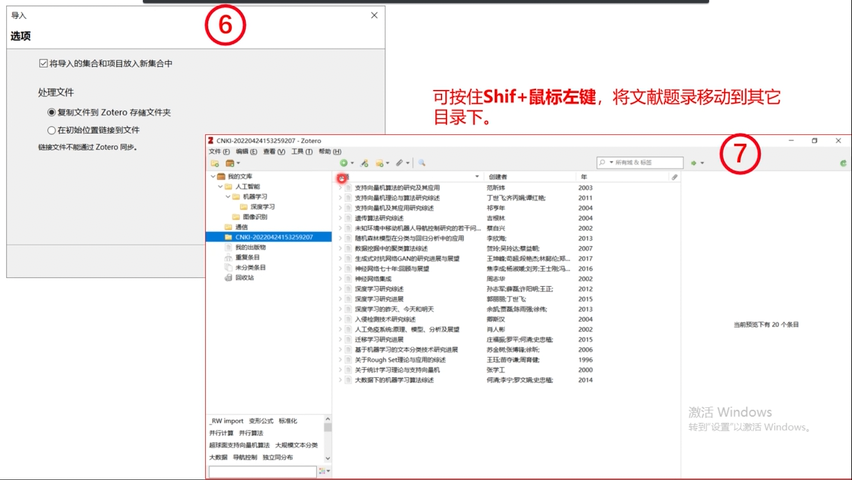 导入
选项
将导入的集合和项目放入新集合中
处理文件
复制文件到 Zotero 存储文件夹
在初始位置链接到文件
链接文件不能通过 Zotero 同步。
6
可按住Shif+鼠标左键，将文献题录移动到其它
目录下。
7
CNKI-20220424153259207 - Zotero
文件(F) 编辑(E) 查看(V) 工具(T) 帮助(H)
所有域 & 标签
我的文库
人工智能
机器学习
深度学习
图像识别
通信
CNKI-20220424153259207
我的出版物
重复条目
未分类条目
回收站
创建者 年
支持向量机算法的研究及其应用 范昕炜 2003
支持向量机理论与算法研究综述 丁世飞;齐丙娟;谭红艳; 2011
支持向量机及其应用研究综述 祁亨年 2004
遗传算法研究综述 吉根林 2004
未知环境中移动机器人导航控制研究的若干问... 蔡自兴 2002
随机森林模型在分类与回归分析中的应用 李欣海; 2013
数据挖掘中的聚类算法研究 贺玲;吴玲达;蔡益朝; 2007
生成式对抗网络GAN的研究进展与展望 王坤峰;苟超;段艳杰;林懿伦;郑... 2017
神经网络七十年:回顾与展望 焦李成;杨淑媛;刘芳;王士刚;冯... 2016
神经网络集成 周志华 2002
深度学习研究综述 孙志军;薛磊;许阳明;王正; 2012
深度学习研究进展 郭丽丽;丁世飞; 2015
深度学习的昨天、今天和明天 余凯;贾磊;陈雨强;徐伟; 2013
入侵检测技术研究综述 卿斯汉 2004
人工免疫系统:原理、模型、分析及展望 肖人彬 2002
迁移学习研究进展 庄福振;罗平;何清;史忠植; 2015
基于机器学习的文本分类技术研究进展 苏金树;张博锋;徐昕; 2006
关于Rough Set理论与应用的综述 王珏;苗夺谦;周育健; 1996
关于统计学习理论与支持向量机 张学工 2000
大数据下的机器学习算法综述 何清;李宁;罗文娟;史忠植; 2014
当前预览下有 20 个条目
_RW import 变形公式 标准化
并行计算 并行算法
超球面支持向量机算法 大规模文本分类
大数据 导航控制 独立同分布
激活 Windows
转到"设置"以激活 Windows。